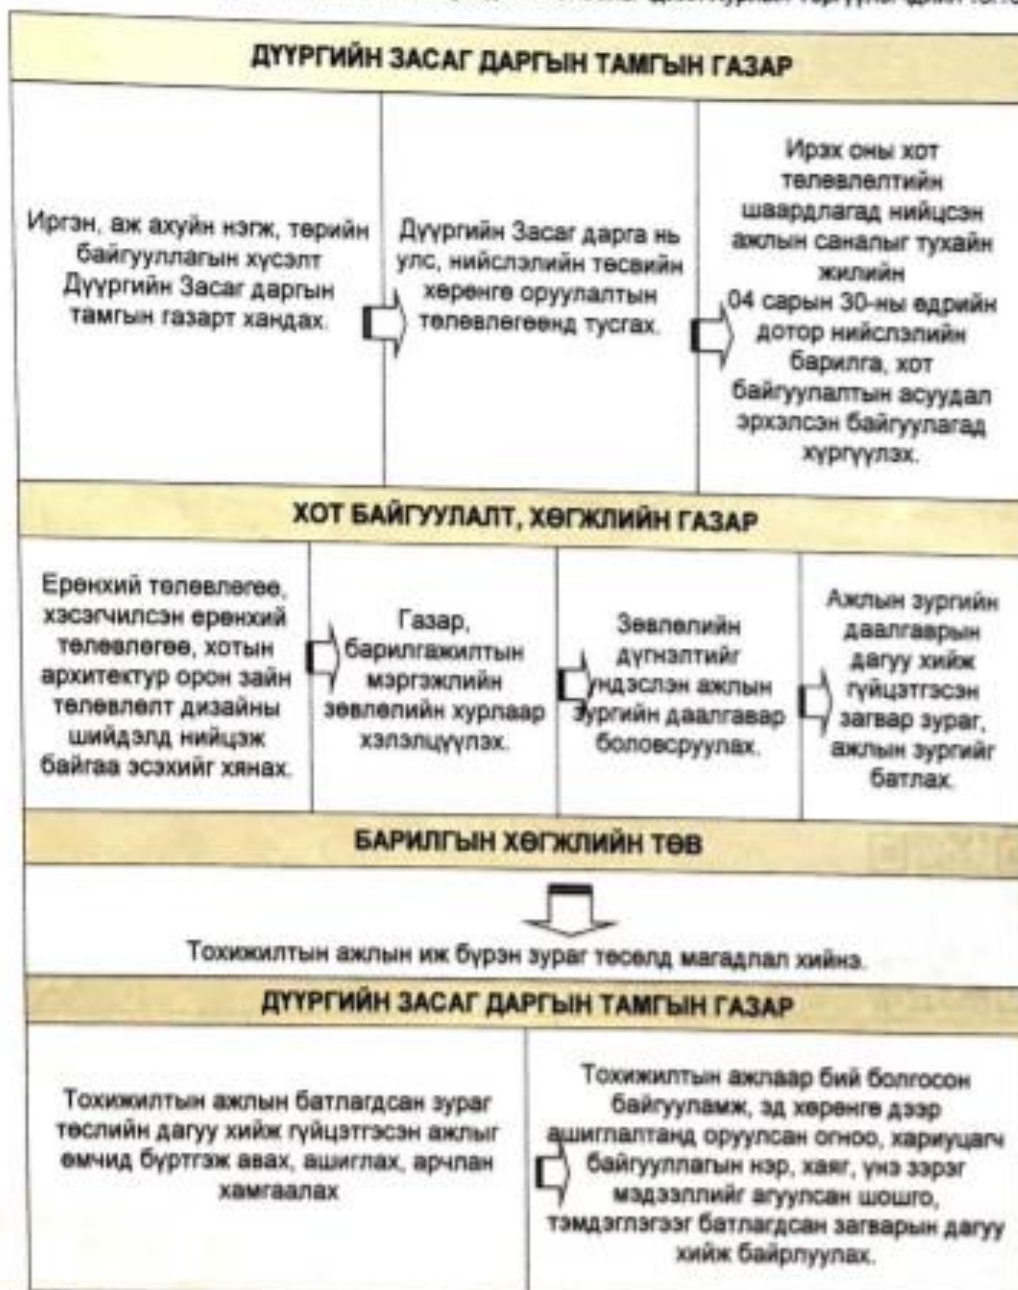 ДҮҮРГИЙН ЗАСАГ ДАРГЫН ТАМГЫН ГАЗАР
Иргэн, аж ахуйн нэгж, төрийн
байгууллагын хүсэлт
Дүүргийн Засаг даргын
тамгын газарт хандах.
Дүүргийн Засаг дарга нь
улс, нийслэлийн төсвийн
хөрөнгө оруулалтын
төлөвлөгөөнд тусгах.
Ирэх оны хот
төлөвлөлтийн
шаардлагад нийцсэн
ажлын саналыг тухайн
жилийн
04 сарын 30-ны өдрийн
дотор нийслэлийн
барилга, хот
байгуулалтын асуудал
эрхэлсэн байгуулагад
хүргүүлэх.
ХОТ БАЙГУУЛАЛТ, ХӨГЖЛИЙН ГАЗАР
Ерөнхий төлөвлөгөө,
хэсэгчилсэн ерөнхий
төлөвлөгөө, хотын
архитектур орон зайн
төлөвлөлт дизайны
шийдэлд нийцэж
байгаа эсэхийг хянах.
Газар,
барилгажилтын
мэргэжлийн
зөвлөлийн хурлаар
хэлэлцүүлэх.
Зөвлөлийн
дүгнэлтийг
үндэслэн ажлын
зургийн даалгавар
боловсруулах.
Ажлын зургийн
даалгаврын
дагуу хийж
гүйцэтгэсэн
загвар зураг,
ажлын зургийг
батлах.
БАРИЛГЫН ХӨГЖЛИЙН ТӨВ
Тохижилтын ажлын иж бүрэн зураг төсөлд магадлал хийнэ.
ДҮҮРГИЙН ЗАСАГ ДАРГЫН ТАМГЫН ГАЗАР
Тохижилтын ажлын батлагдсан зураг
төслийн дагуу хийж гүйцэтгэсэн ажлыг
өмчид бүртгэж авах, ашиглах, арчлан
хамгаалах
Тохижилтын ажлаар бий болгосон
байгууламж, эд хөрөнгө дээр
ашиглалтанд оруулсан огноо, хариуцагч
байгууллагын нэр, хаяг, үнэ зэрэг
мэдээллийг агуулсан шошго,
тэмдэглэгээг батлагдсан загварын дагуу
хийж байрлуулах.